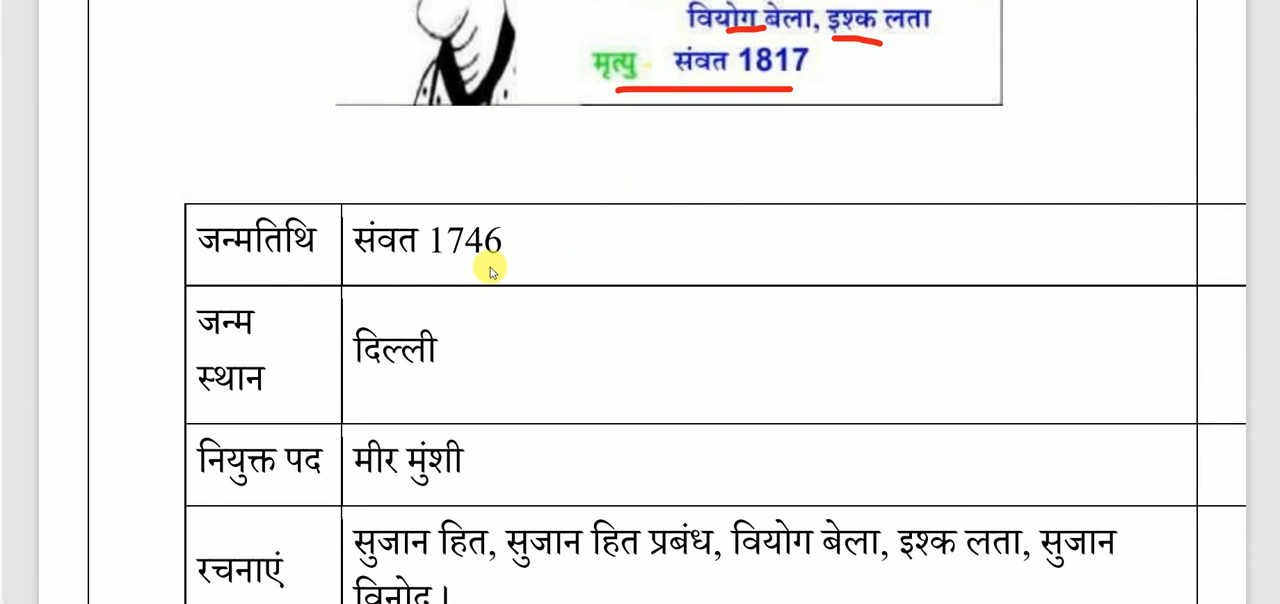 वियोग बेला, इश्क लता
मृत्यु संवत 1817
जन्मतिथि संवत 1746
जन्म
स्थान
दिल्ली
नियुक्त पद मीर मुंशी
रचनाएं
सुजान हित, सुजान हित प्रबंध, वियोग बेला, इश्क लता, सुजान
विनोद।